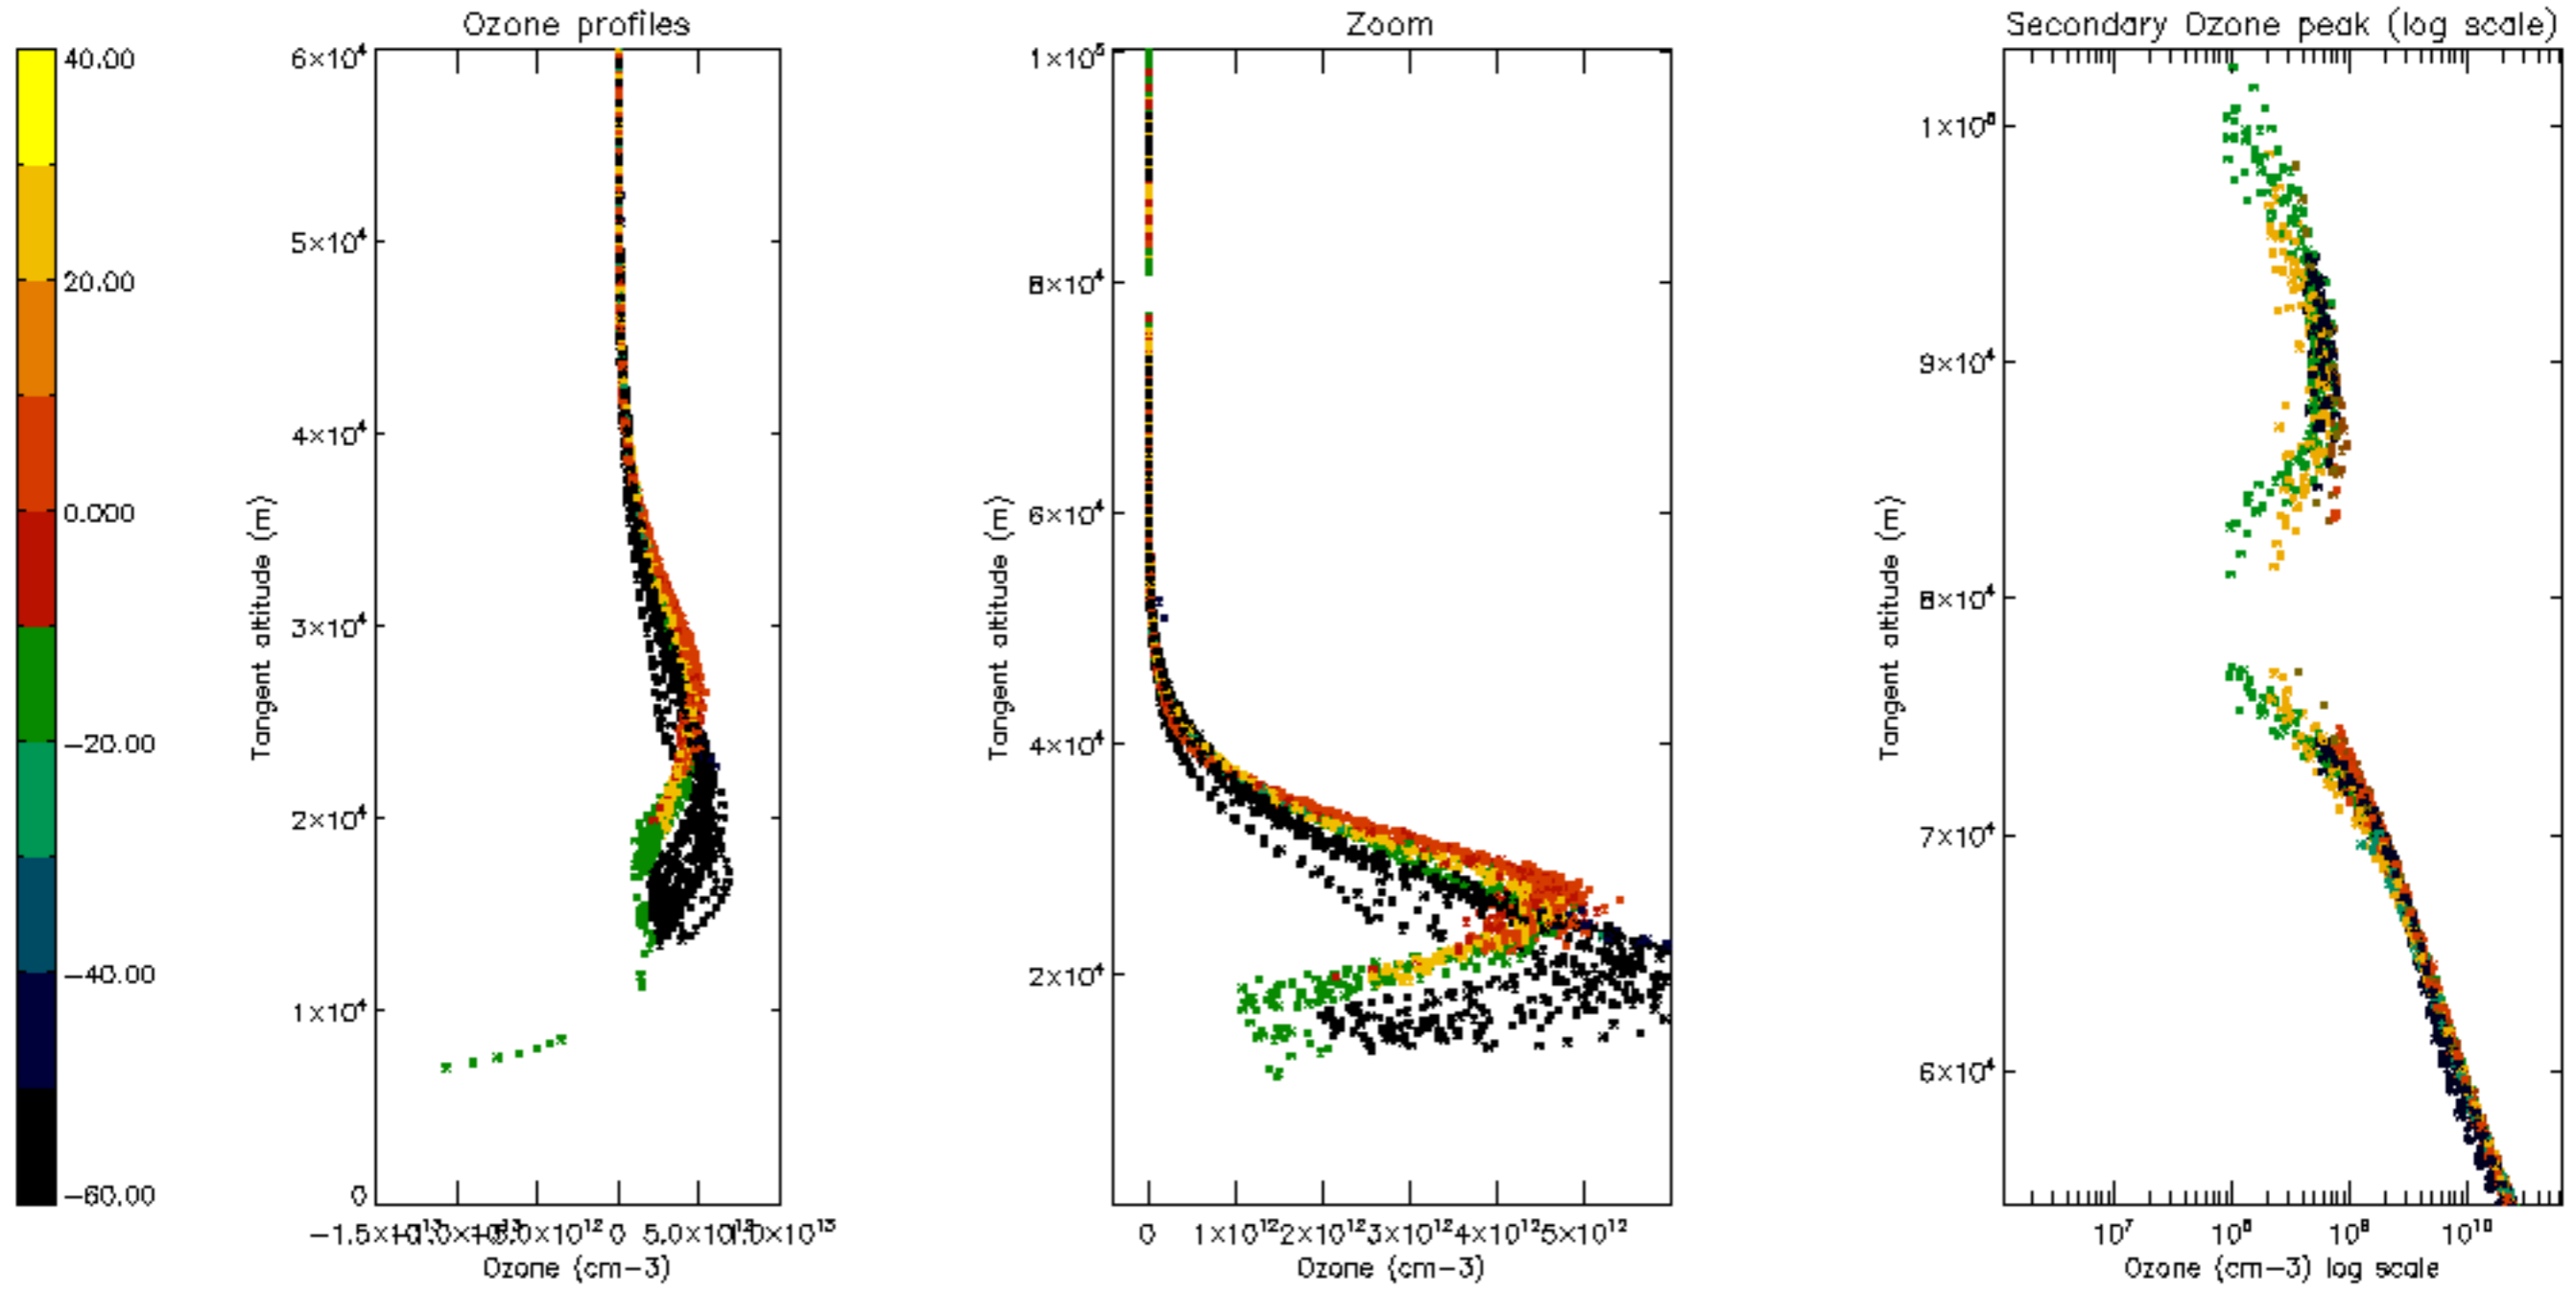 Ozone profiles
Zoom
Secondary Ozone peak (log scale)
40.00
20.00
0.000
−20.00
−40.00
−60.00
6×10⁴
5×10⁴
4×10⁴
3×10⁴
2×10⁴
1×10⁴
0
Tangent altitude (m)
0
Ozone (cm−3)
1×10⁵
8×10⁴
6×10⁴
4×10⁴
2×10⁴
Tangent altitude (m)
0 1×10¹² 2×10¹² 3×10¹² 4×10¹² 5×10¹²
Ozone (cm−3)
1×10⁵
9×10⁴
8×10⁴
7×10⁴
6×10⁴
Tangent altitude (m)
10⁷ 10⁸ 10⁹ 10¹⁰
Ozone (cm−3) log scale